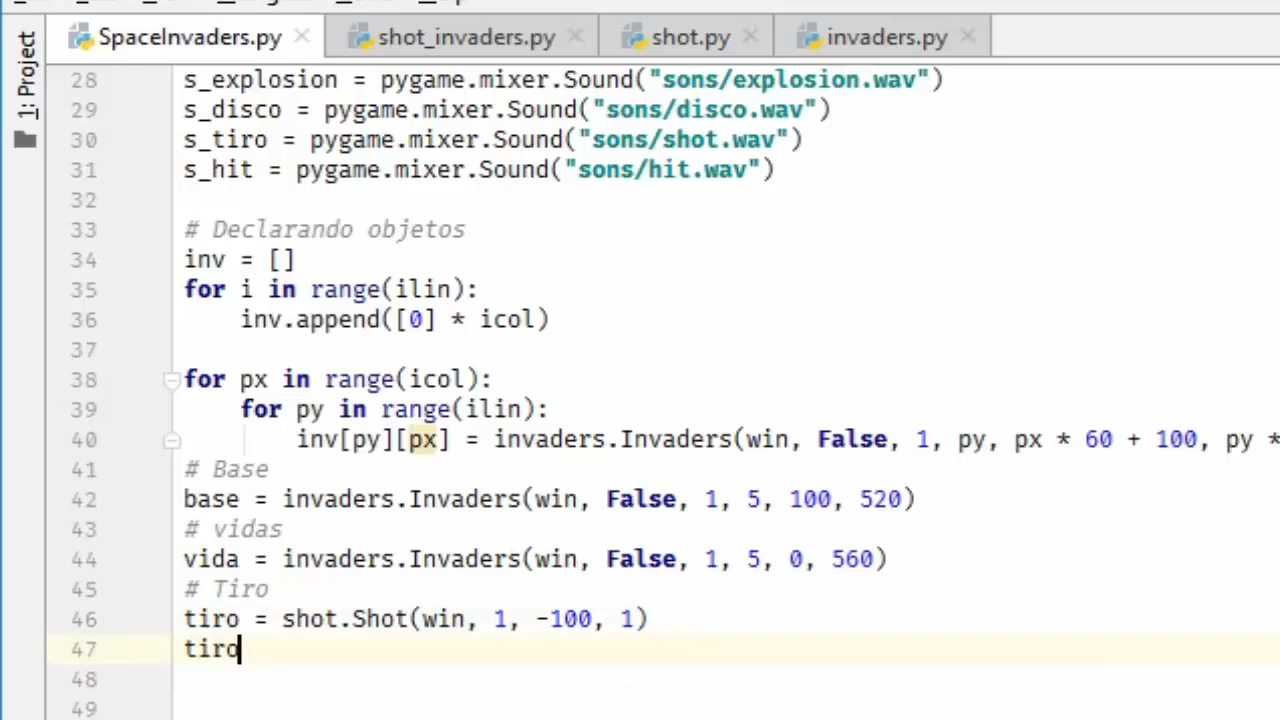 SpaceInvaders.py
shot_invaders.py
shot.py
invaders.py
1: Project
28 s_explosion = pygame.mixer.Sound("sons/explosion.wav")
29 s_disco = pygame.mixer.Sound("sons/disco.wav")
30 s_tiro = pygame.mixer.Sound("sons/shot.wav")
31 s_hit = pygame.mixer.Sound("sons/hit.wav")
32
33 # Declarando objetos
34 inv = []
35 for i in range(ilin):
36     inv.append([0] * icol)
37
38 for px in range(icol):
39     for py in range(ilin):
40         inv[py][px] = invaders.Invaders(win, False, 1, py, px * 60 + 100, py *
41 # Base
42 base = invaders.Invaders(win, False, 1, 5, 100, 520)
43 # vidas
44 vida = invaders.Invaders(win, False, 1, 5, 0, 560)
45 # Tiro
46 tiro = shot.Shot(win, 1, -100, 1)
47 tiro
48
49